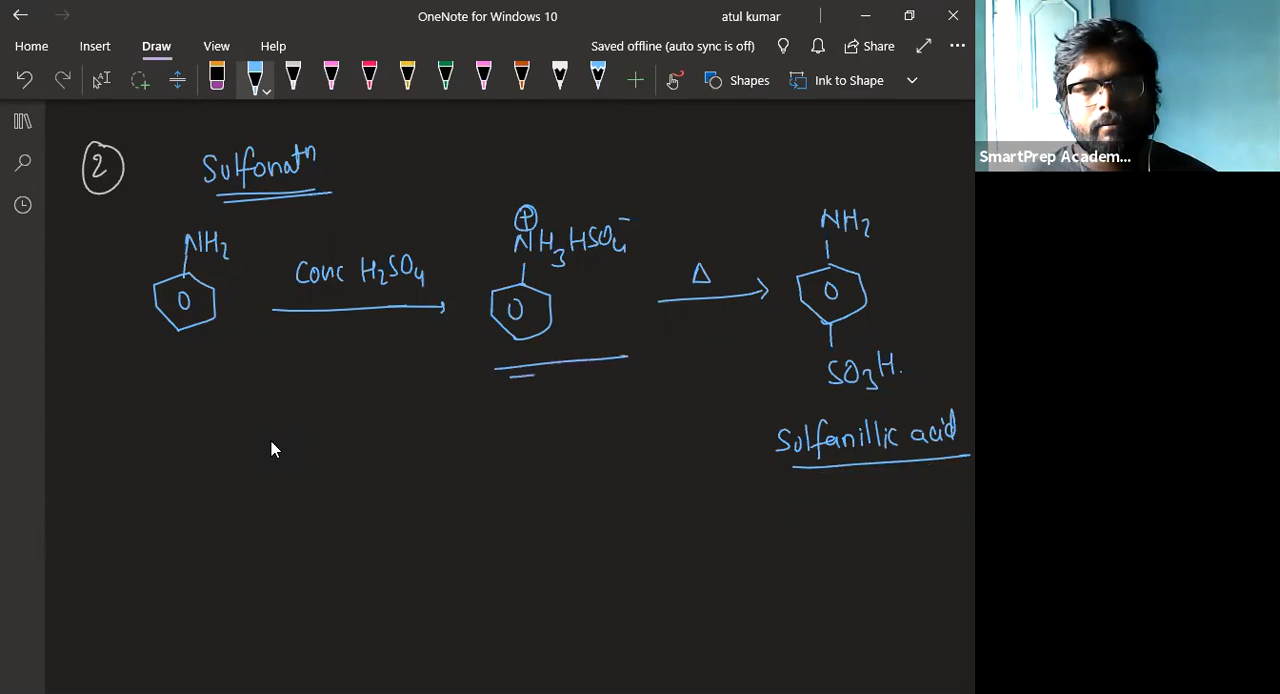 OneNote for Windows 10
atul kumar
Home Insert Draw View Help
Saved offline (auto sync is off)
Share
Shapes
Ink to Shape
SmartPrep Academ...
2 Sulfonatn
NH2
Conc H2SO4
⊕
NH3HSO4−
Δ
NH2
SO3H.
Sulfanillic acid